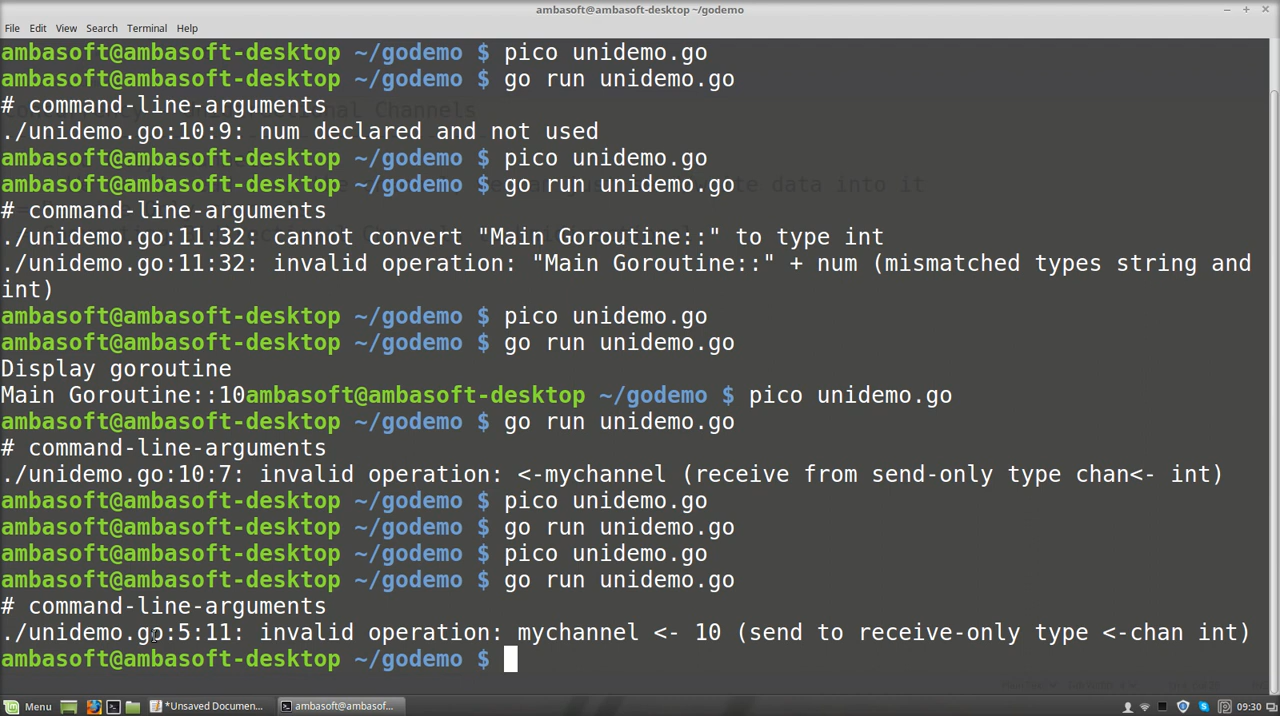 ambasoft@ambasoft-desktop ~/godemo
File Edit View Search Terminal Help
ambasoft@ambasoft-desktop ~/godemo $ pico unidemo.go
ambasoft@ambasoft-desktop ~/godemo $ go run unidemo.go
# command-line-arguments
./unidemo.go:10:9: num declared and not used
ambasoft@ambasoft-desktop ~/godemo $ pico unidemo.go
ambasoft@ambasoft-desktop ~/godemo $ go run unidemo.go
# command-line-arguments
./unidemo.go:11:32: cannot convert "Main Goroutine::" to type int
./unidemo.go:11:32: invalid operation: "Main Goroutine::" + num (mismatched types string and
int)
ambasoft@ambasoft-desktop ~/godemo $ pico unidemo.go
ambasoft@ambasoft-desktop ~/godemo $ go run unidemo.go
Display goroutine
Main Goroutine::10ambasoft@ambasoft-desktop ~/godemo $ pico unidemo.go
ambasoft@ambasoft-desktop ~/godemo $ go run unidemo.go
# command-line-arguments
./unidemo.go:10:7: invalid operation: <-mychannel (receive from send-only type chan<- int)
ambasoft@ambasoft-desktop ~/godemo $ pico unidemo.go
ambasoft@ambasoft-desktop ~/godemo $ go run unidemo.go
ambasoft@ambasoft-desktop ~/godemo $ pico unidemo.go
ambasoft@ambasoft-desktop ~/godemo $ go run unidemo.go
# command-line-arguments
./unidemo.go:5:11: invalid operation: mychannel <- 10 (send to receive-only type <-chan int)
ambasoft@ambasoft-desktop ~/godemo $
Menu *Unsaved Documen... ambasoft@ambasof... 09:30